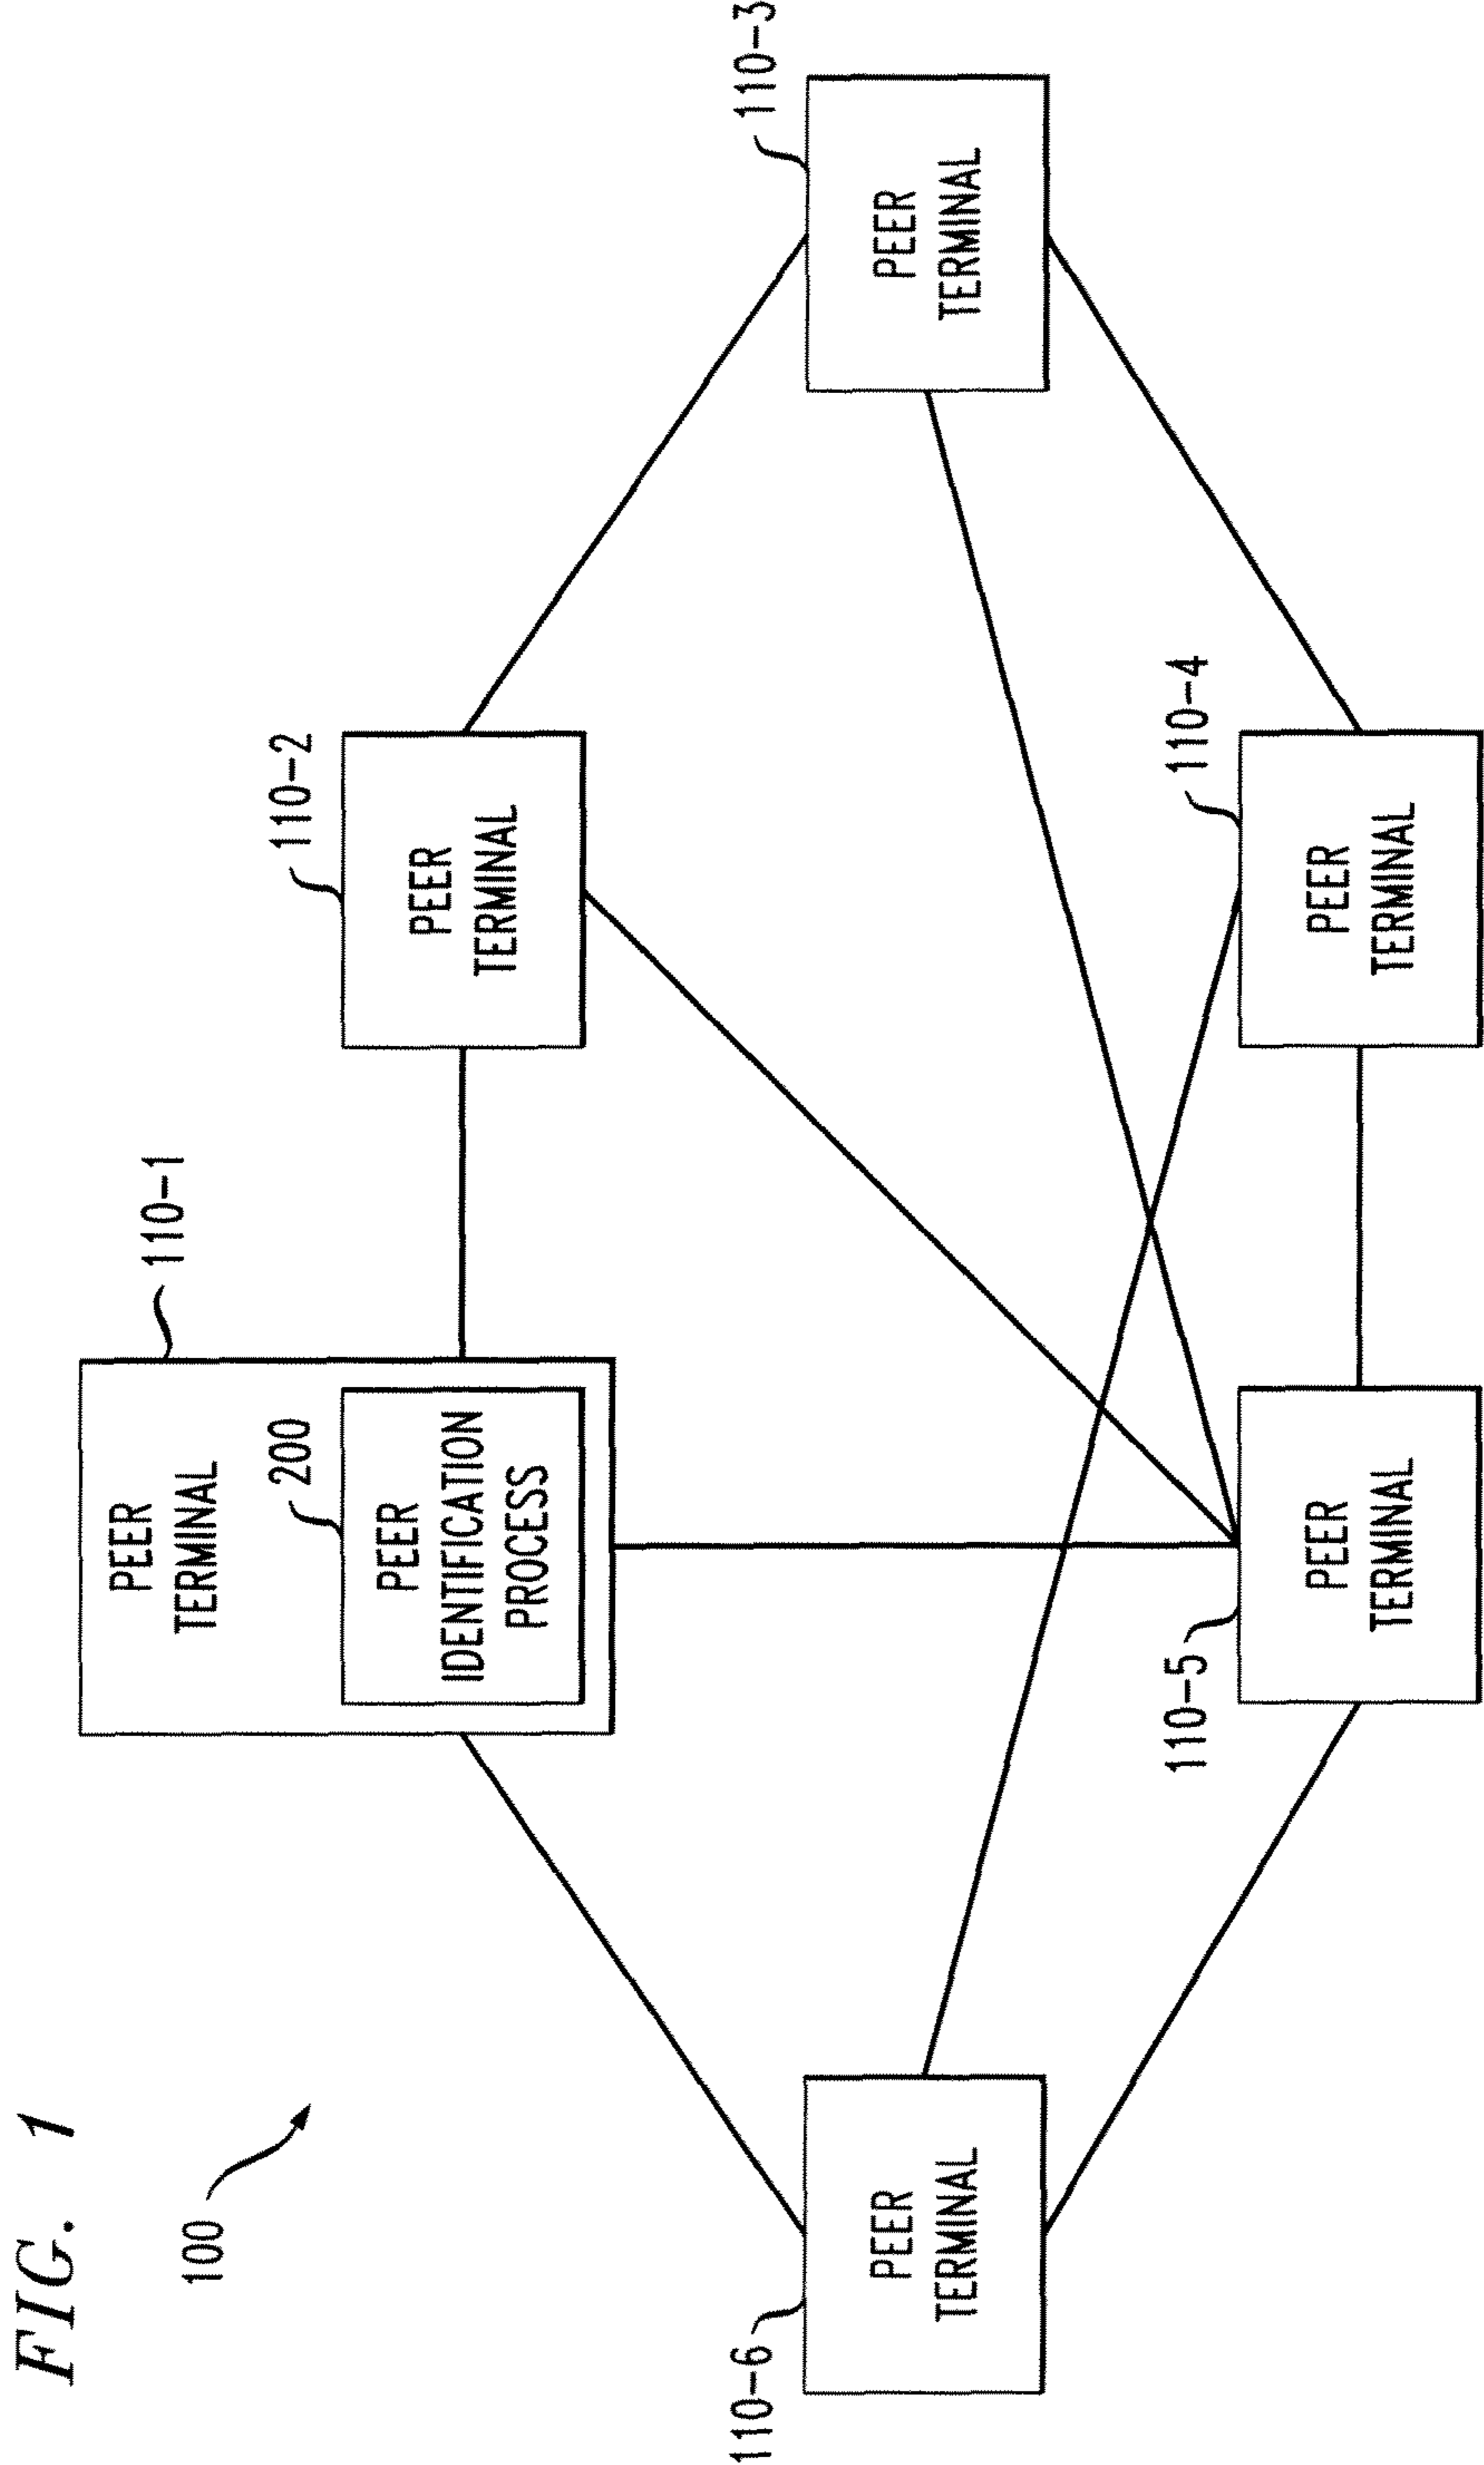 FIG. 1
100
110-1
PEER
TERMINAL
200
PEER
IDENTIFICATION
PROCESS
110-2
PEER
TERMINAL
110-3
PEER
TERMINAL
110-6
PEER
TERMINAL
110-5
PEER
TERMINAL
110-4
PEER
TERMINAL